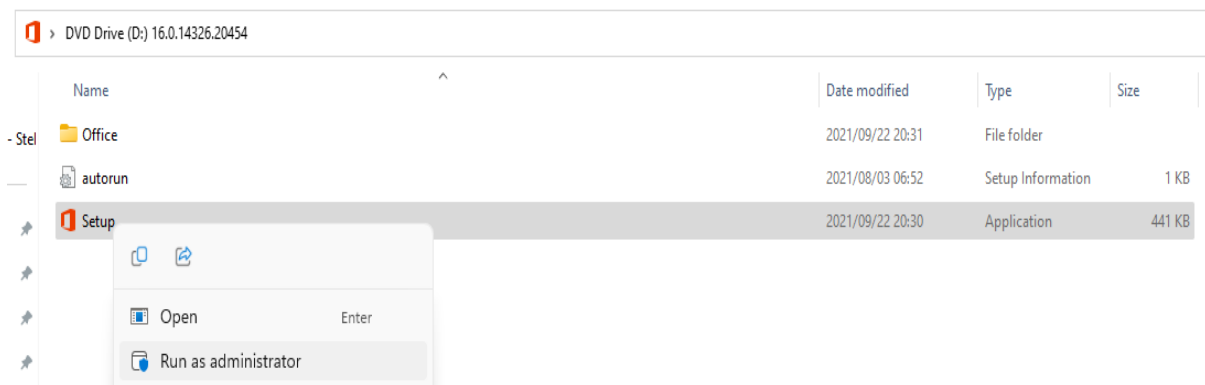 DVD Drive (D:) 16.0.14326.20454
Name Date modified Type Size
- Stel
Office 2021/09/22 20:31 File folder
autorun 2021/08/03 06:52 Setup Information 1 KB
Setup 2021/09/22 20:30 Application 441 KB
Open Enter
Run as administrator